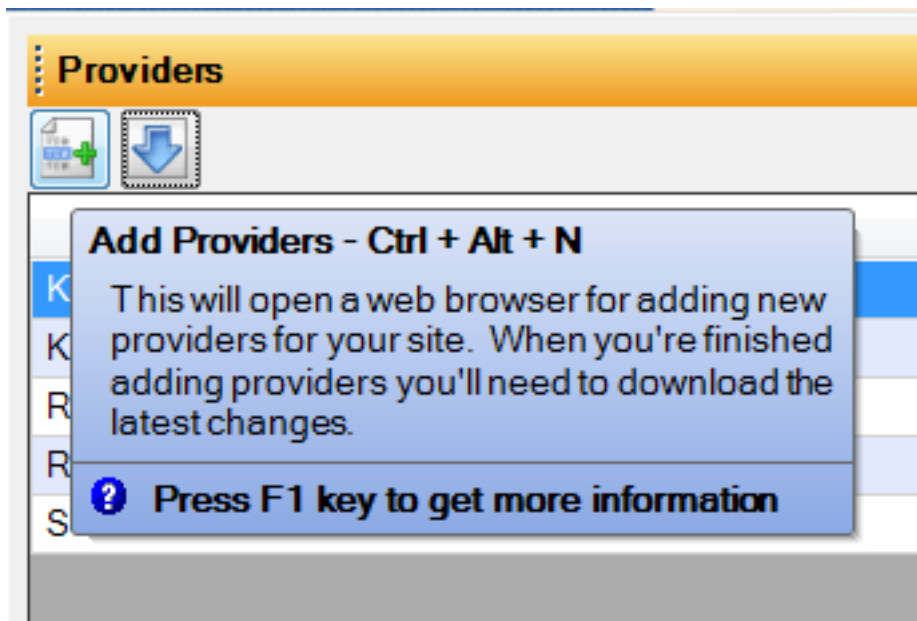 Providers
Add Providers - Ctrl + Alt + N
This will open a web browser for adding new
providers for your site.  When you're finished
adding providers you'll need to download the
latest changes.
Press F1 key to get more information
K
K
R
R
S